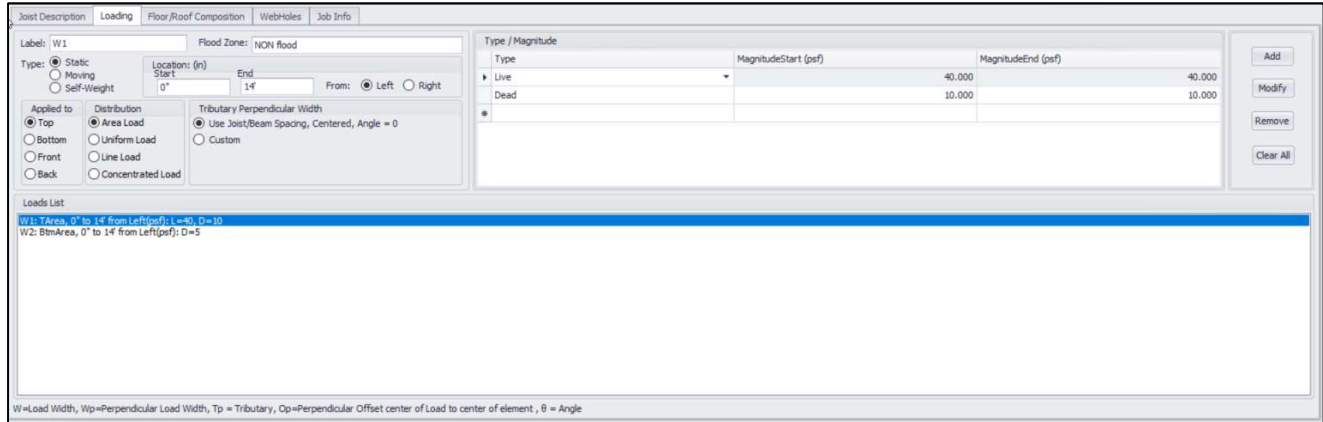 Joist Description Loading Floor/Roof Composition WebHoles Job Info
Label: W1 Flood Zone: NON flood
Type: Static Moving Self-Weight
Location: (in)
Start End
0" 14' From: Left Right
Applied to
Top
Bottom
Front
Back
Distribution
Area Load
Uniform Load
Line Load
Concentrated Load
Tributary Perpendicular Width
Use Joist/Beam Spacing, Centered, Angle = 0
Custom
Type / Magnitude
Type MagnitudeStart (psf) MagnitudeEnd (psf)
Live 40.000 40.000
Dead 10.000 10.000
Add
Modify
Remove
Clear All
Loads List
W1: TArea, 0" to 14' from Left(psf): L=40, D=10
W2: BtmArea, 0" to 14' from Left(psf): D=5
W=Load Width, Wp=Perpendicular Load Width, Tp = Tributary, Op=Perpendicular Offset center of Load to center of element , θ = Angle